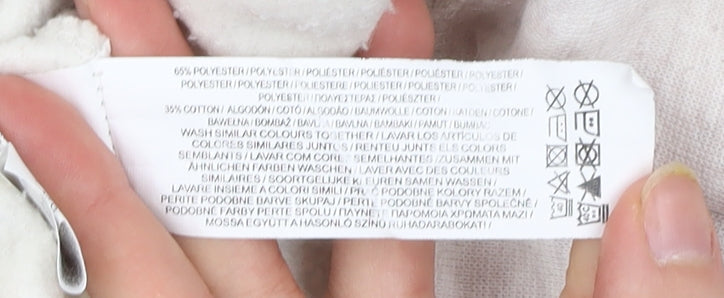 65% POLYESTER / POLYESTER / POLIÉSTER / POLIÈSTER / POLIÉSTER / POLYESTER /
POLYESTER / POLYESTER / POLIESTERE / POLIESTER / POLIESTER / POLYESTER /
POLYESTER / ΠΟΛΥΕΣΤΕΡΑΣ / POLIÉSZTER /
35% COTTON / ALGODÓN / COTÓ / ALGODÃO / BAUMWOLLE / COTON / KATOEN / COTONE /
BAWEŁNA / BOMBAŽ / BAVLNA / BAVLNA / BAMBAKI / PAMUT / BUMBAC
WASH SIMILAR COLOURS TOGETHER / LAVAR LOS ARTÍCULOS DE
COLORES SIMILARES JUNTOS / RENTEU JUNTS ELS COLORS
SEMBLANTS / LAVAR COM CORES SEMELHANTES / ZUSAMMEN MIT
ÄHNLICHEN FARBEN WASCHEN / LAVER AVEC DES COULEURS
SIMILAIRES / SOORTGELIJKE KLEUREN SAMEN WASSEN /
LAVARE INSIEME A COLORI SIMILI / PRAĆ PODOBNE KOLORY RAZEM /
PERITE PODOBNE BARVE SKUPAJ / PERTE PODOBNÉ BARVY SPOLEČNĚ /
PODOBNÉ FARBY PERTE SPOLU / ΠΛΥΝΕΤΕ ΠΑΡΟΜΟΙΑ ΧΡΩΜΑΤΑ ΜΑΖΙ /
MOSSA EGYÜTT A HASONLÓ SZÍNŰ RUHADARABOKAT! /